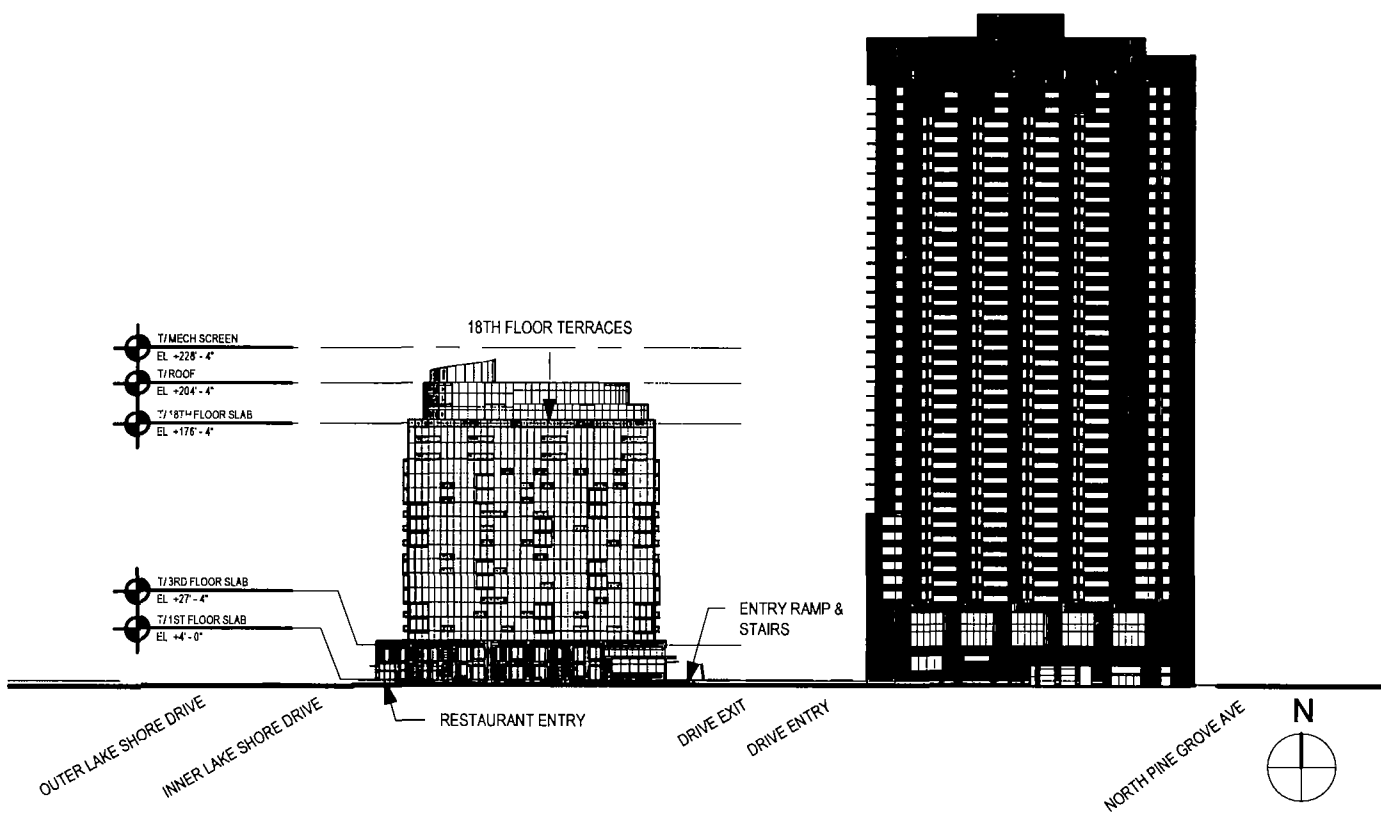 18TH FLOOR TERRACES
T/ MECH SCREEN
EL +228' - 4"
T/ ROOF
EL +204' - 4"
T/ 18TH FLOOR SLAB
EL +176' - 4"
T/ 3RD FLOOR SLAB
EL +27' - 4"
T/ 1ST FLOOR SLAB
EL +4' - 0"
ENTRY RAMP &
STAIRS
RESTAURANT ENTRY
OUTER LAKE SHORE DRIVE
INNER LAKE SHORE DRIVE
DRIVE EXIT
DRIVE ENTRY
NORTH PINE GROVE AVE
N